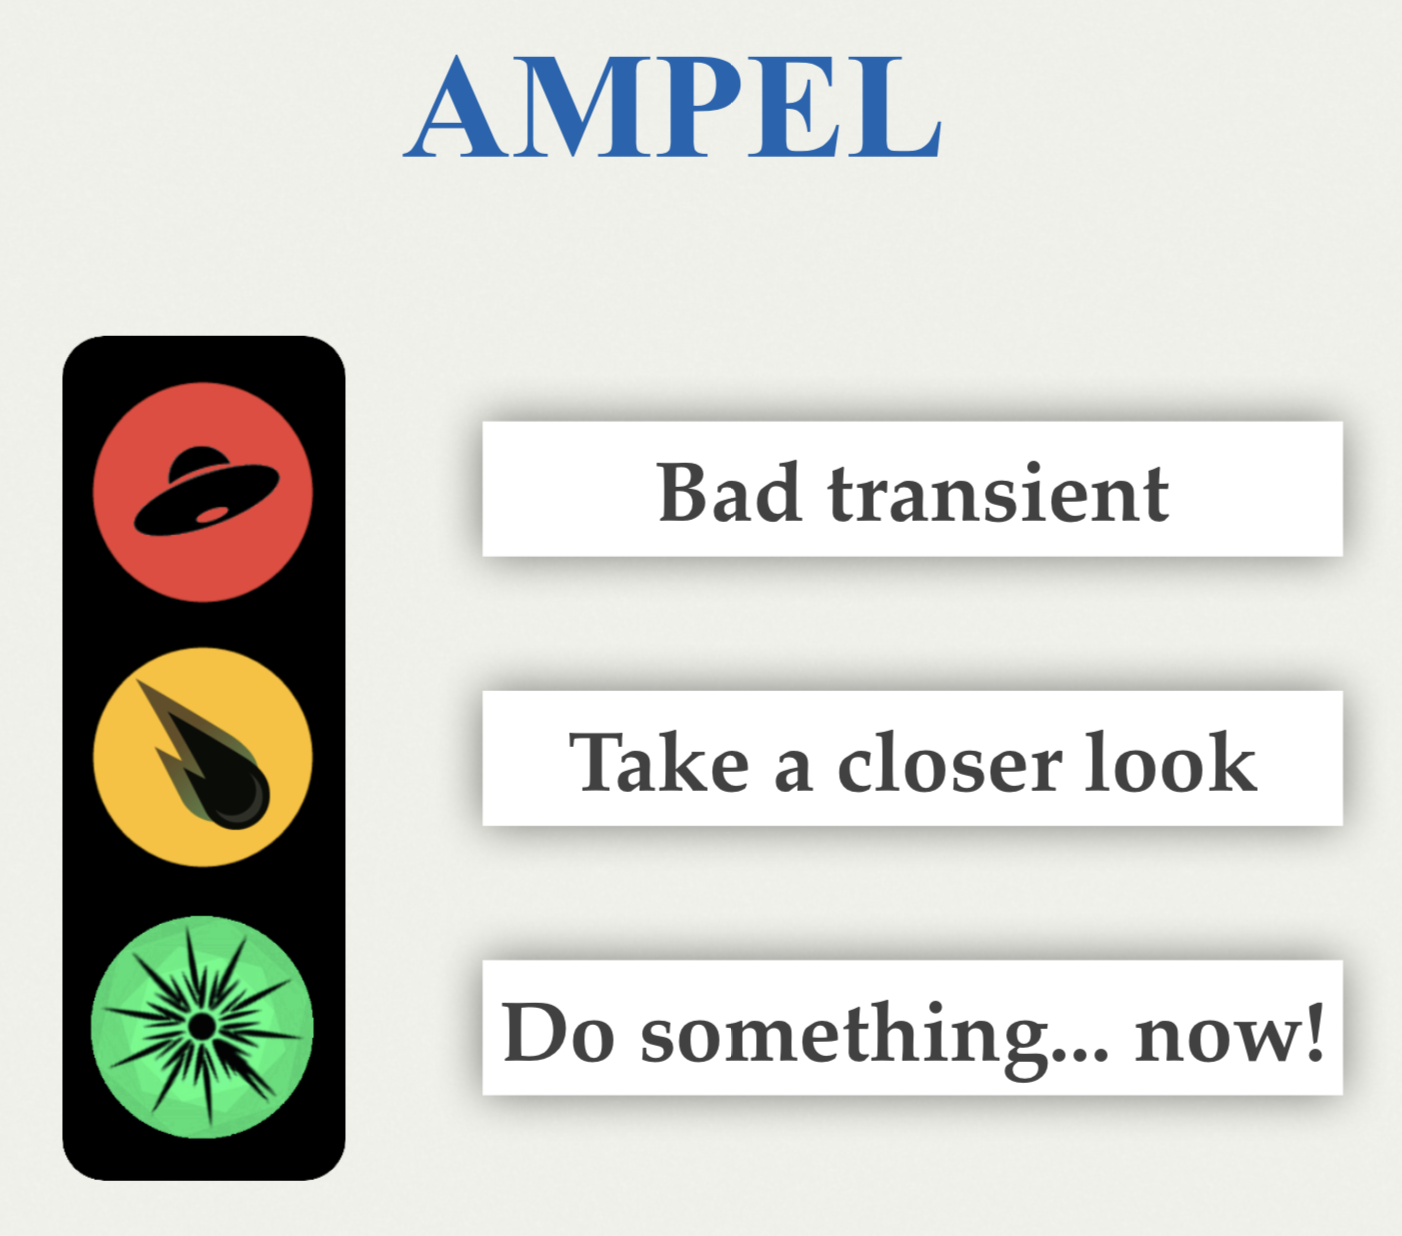 AMPEL
Bad transient
Take a closer look
Do something... now!